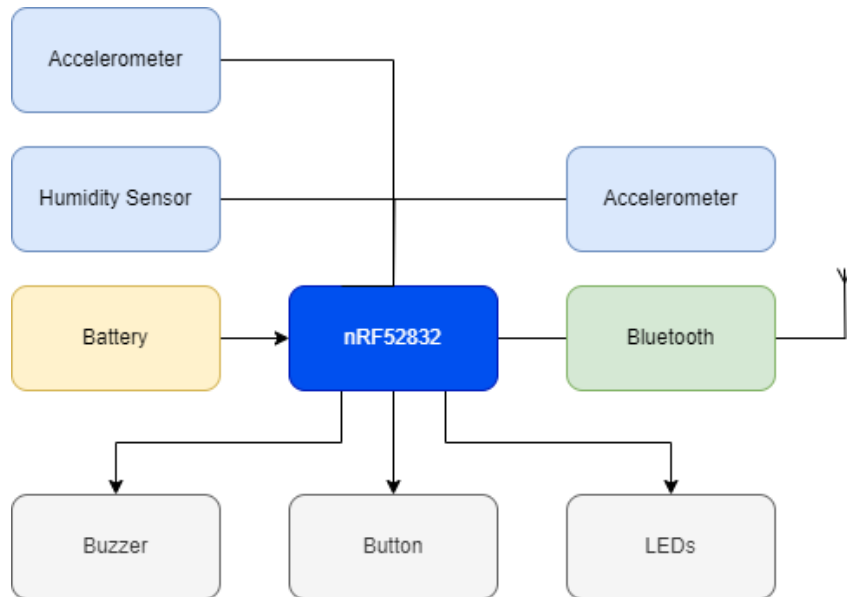 Accelerometer
Humidity Sensor
Accelerometer
Battery
nRF52832
Bluetooth
Buzzer
Button
LEDs